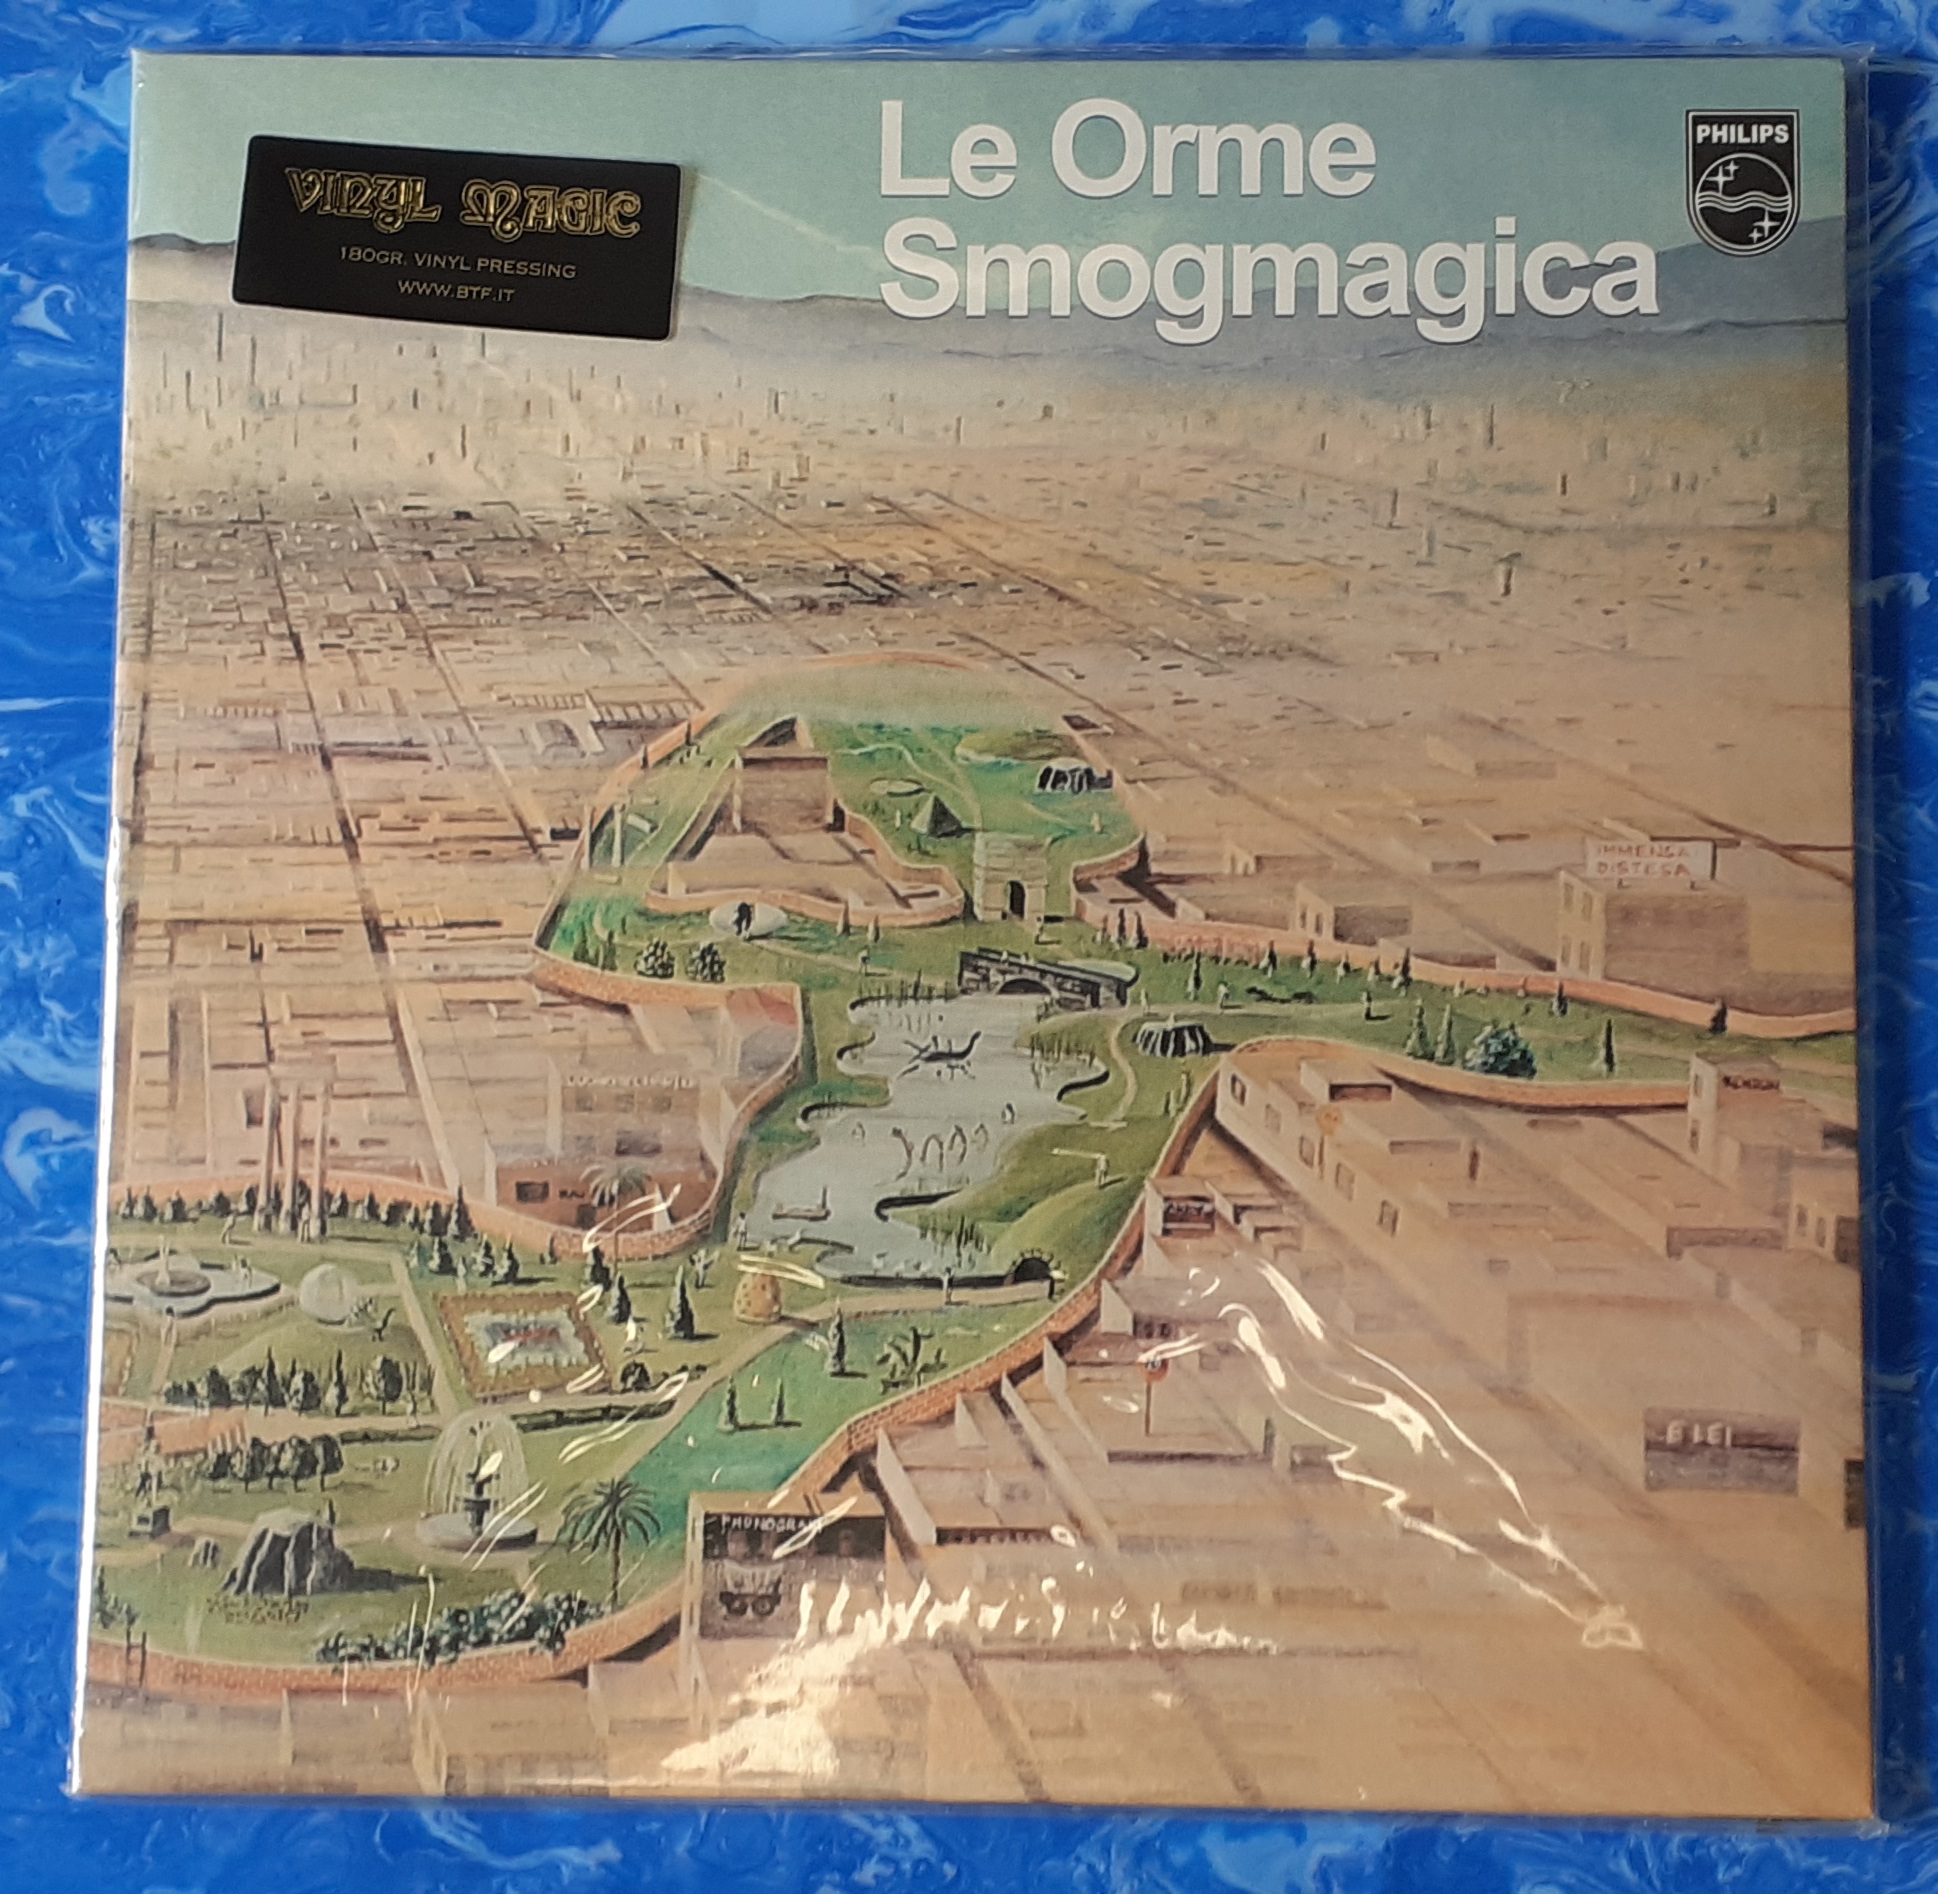 Le Orme
Smogmagica
PHILIPS
VINYL MAGIC
180GR. VINYL PRESSING
WWW.BTF.IT
IMMENSA
DISTESA
PHONOGRAM